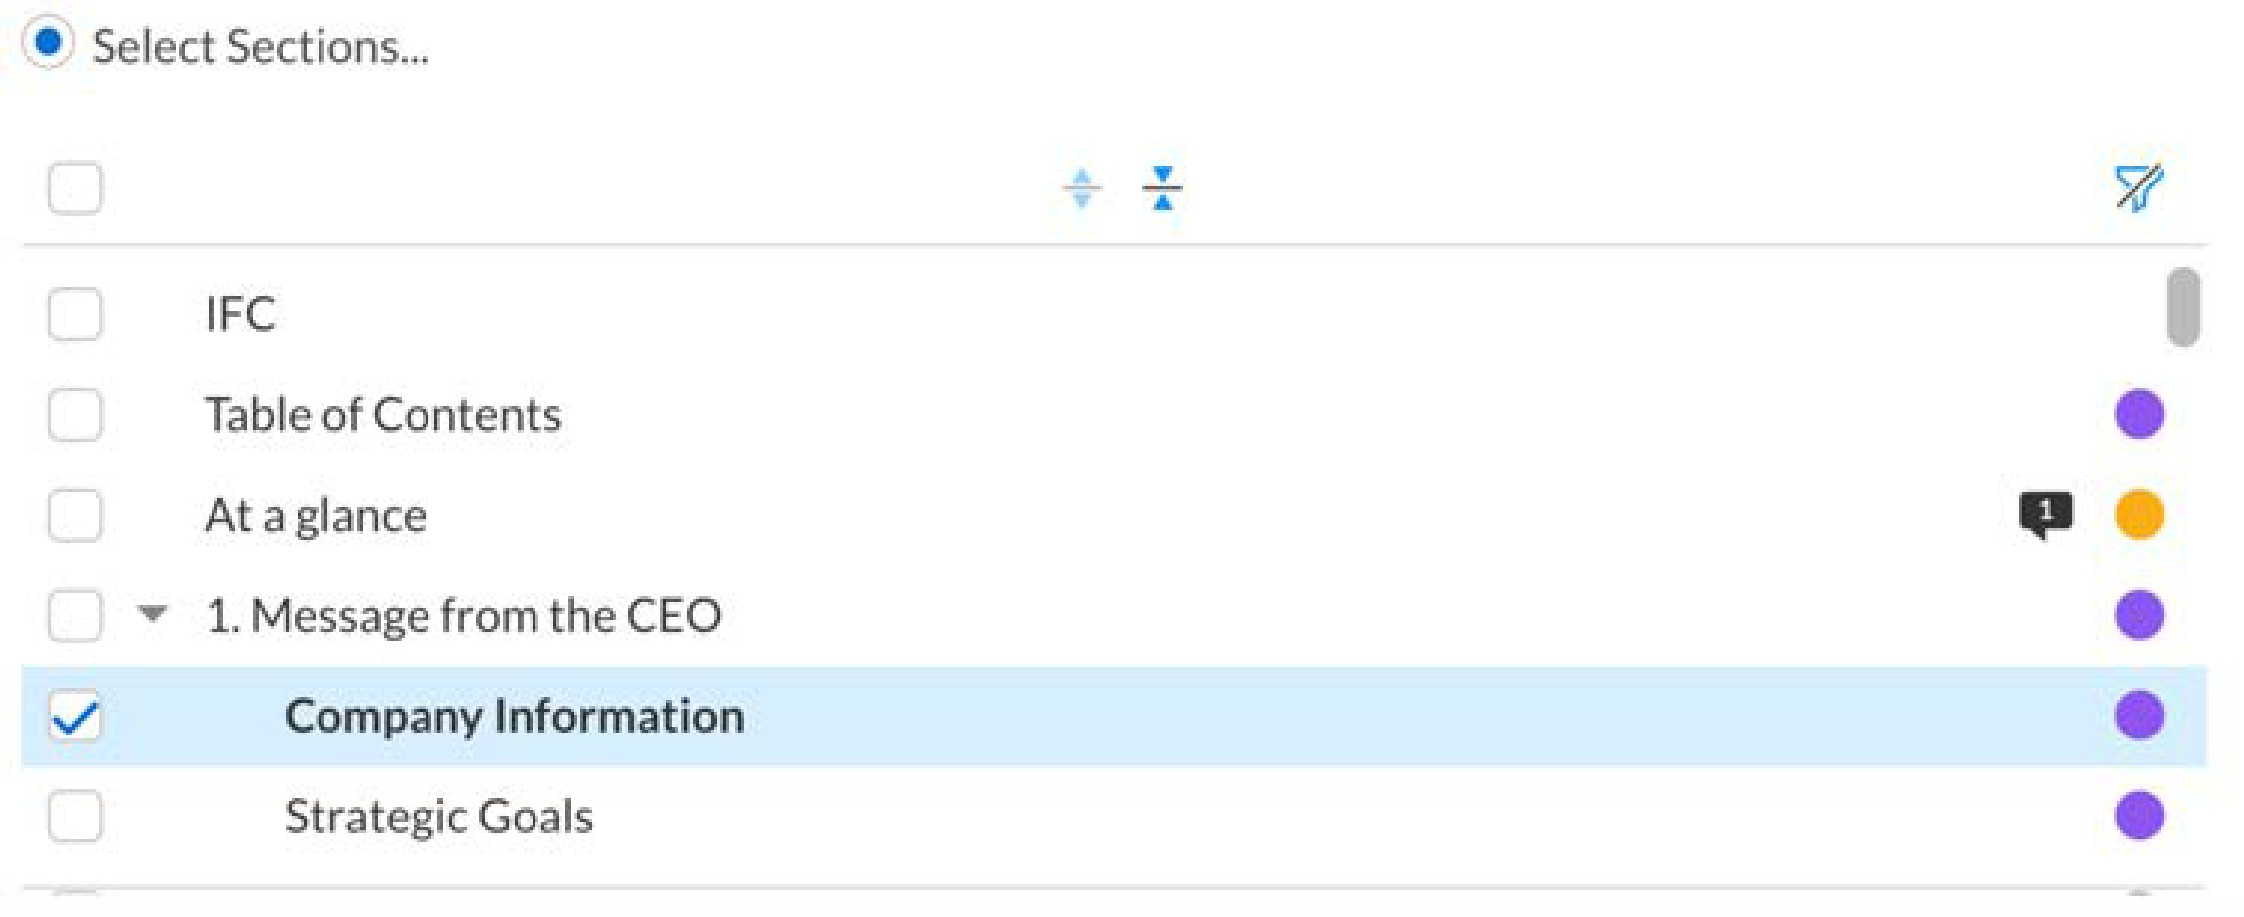 Select Sections...
IFC
Table of Contents
At a glance
1
1. Message from the CEO
Company Information
Strategic Goals